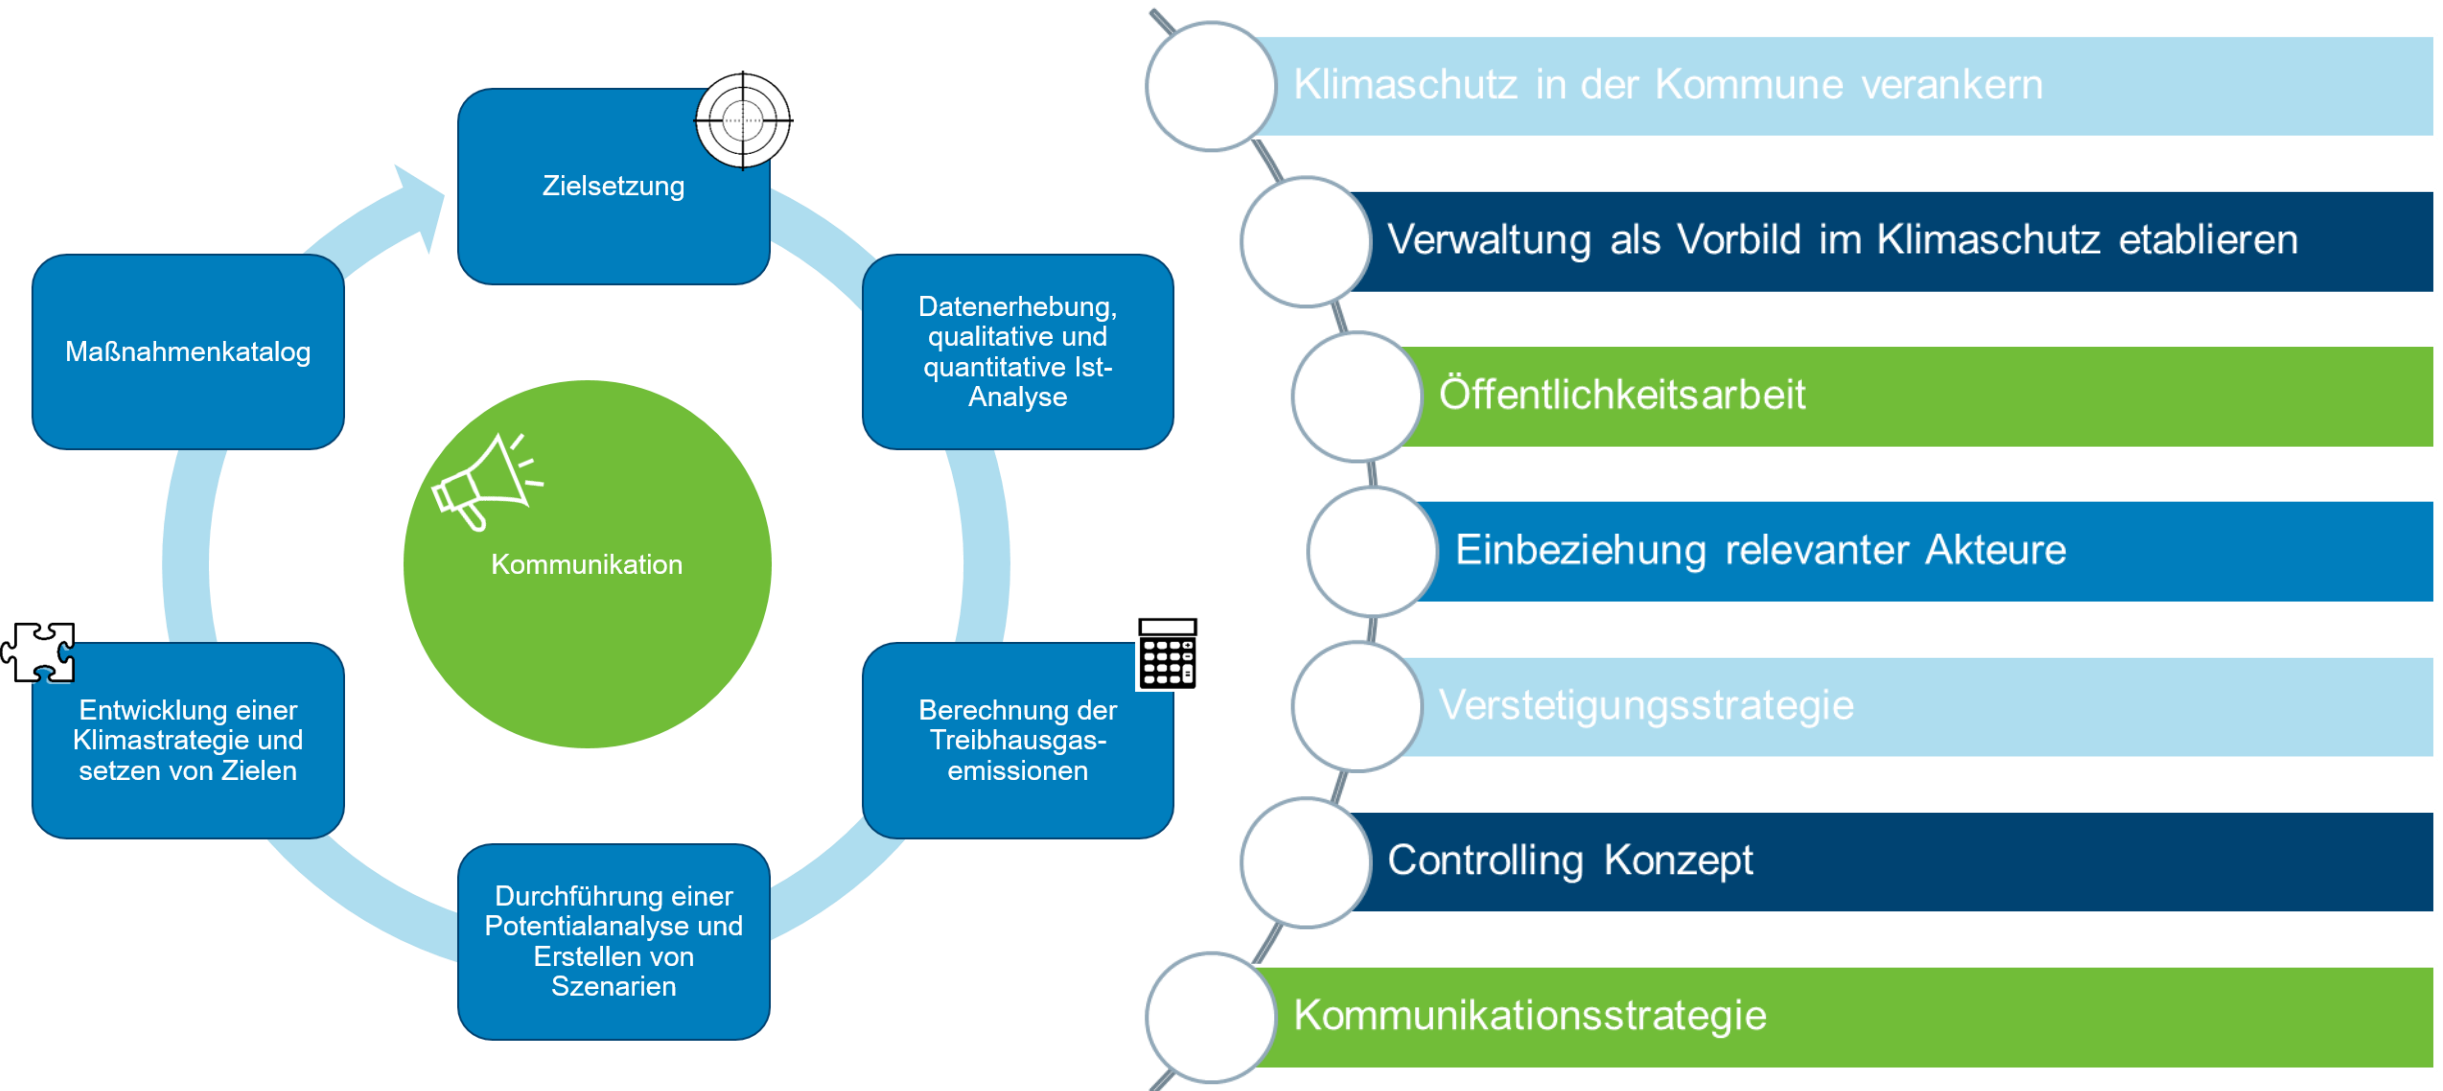 Zielsetzung
Datenerhebung,
qualitative und
quantitative Ist-
Analyse
Berechnung der
Treibhausgas-
emissionen
Durchführung einer
Potentialanalyse und
Erstellen von
Szenarien
Entwicklung einer
Klimastrategie und
setzen von Zielen
Maßnahmenkatalog
Kommunikation
Klimaschutz in der Kommune verankern
Verwaltung als Vorbild im Klimaschutz etablieren
Öffentlichkeitsarbeit
Einbeziehung relevanter Akteure
Verstetigungsstrategie
Controlling Konzept
Kommunikationsstrategie